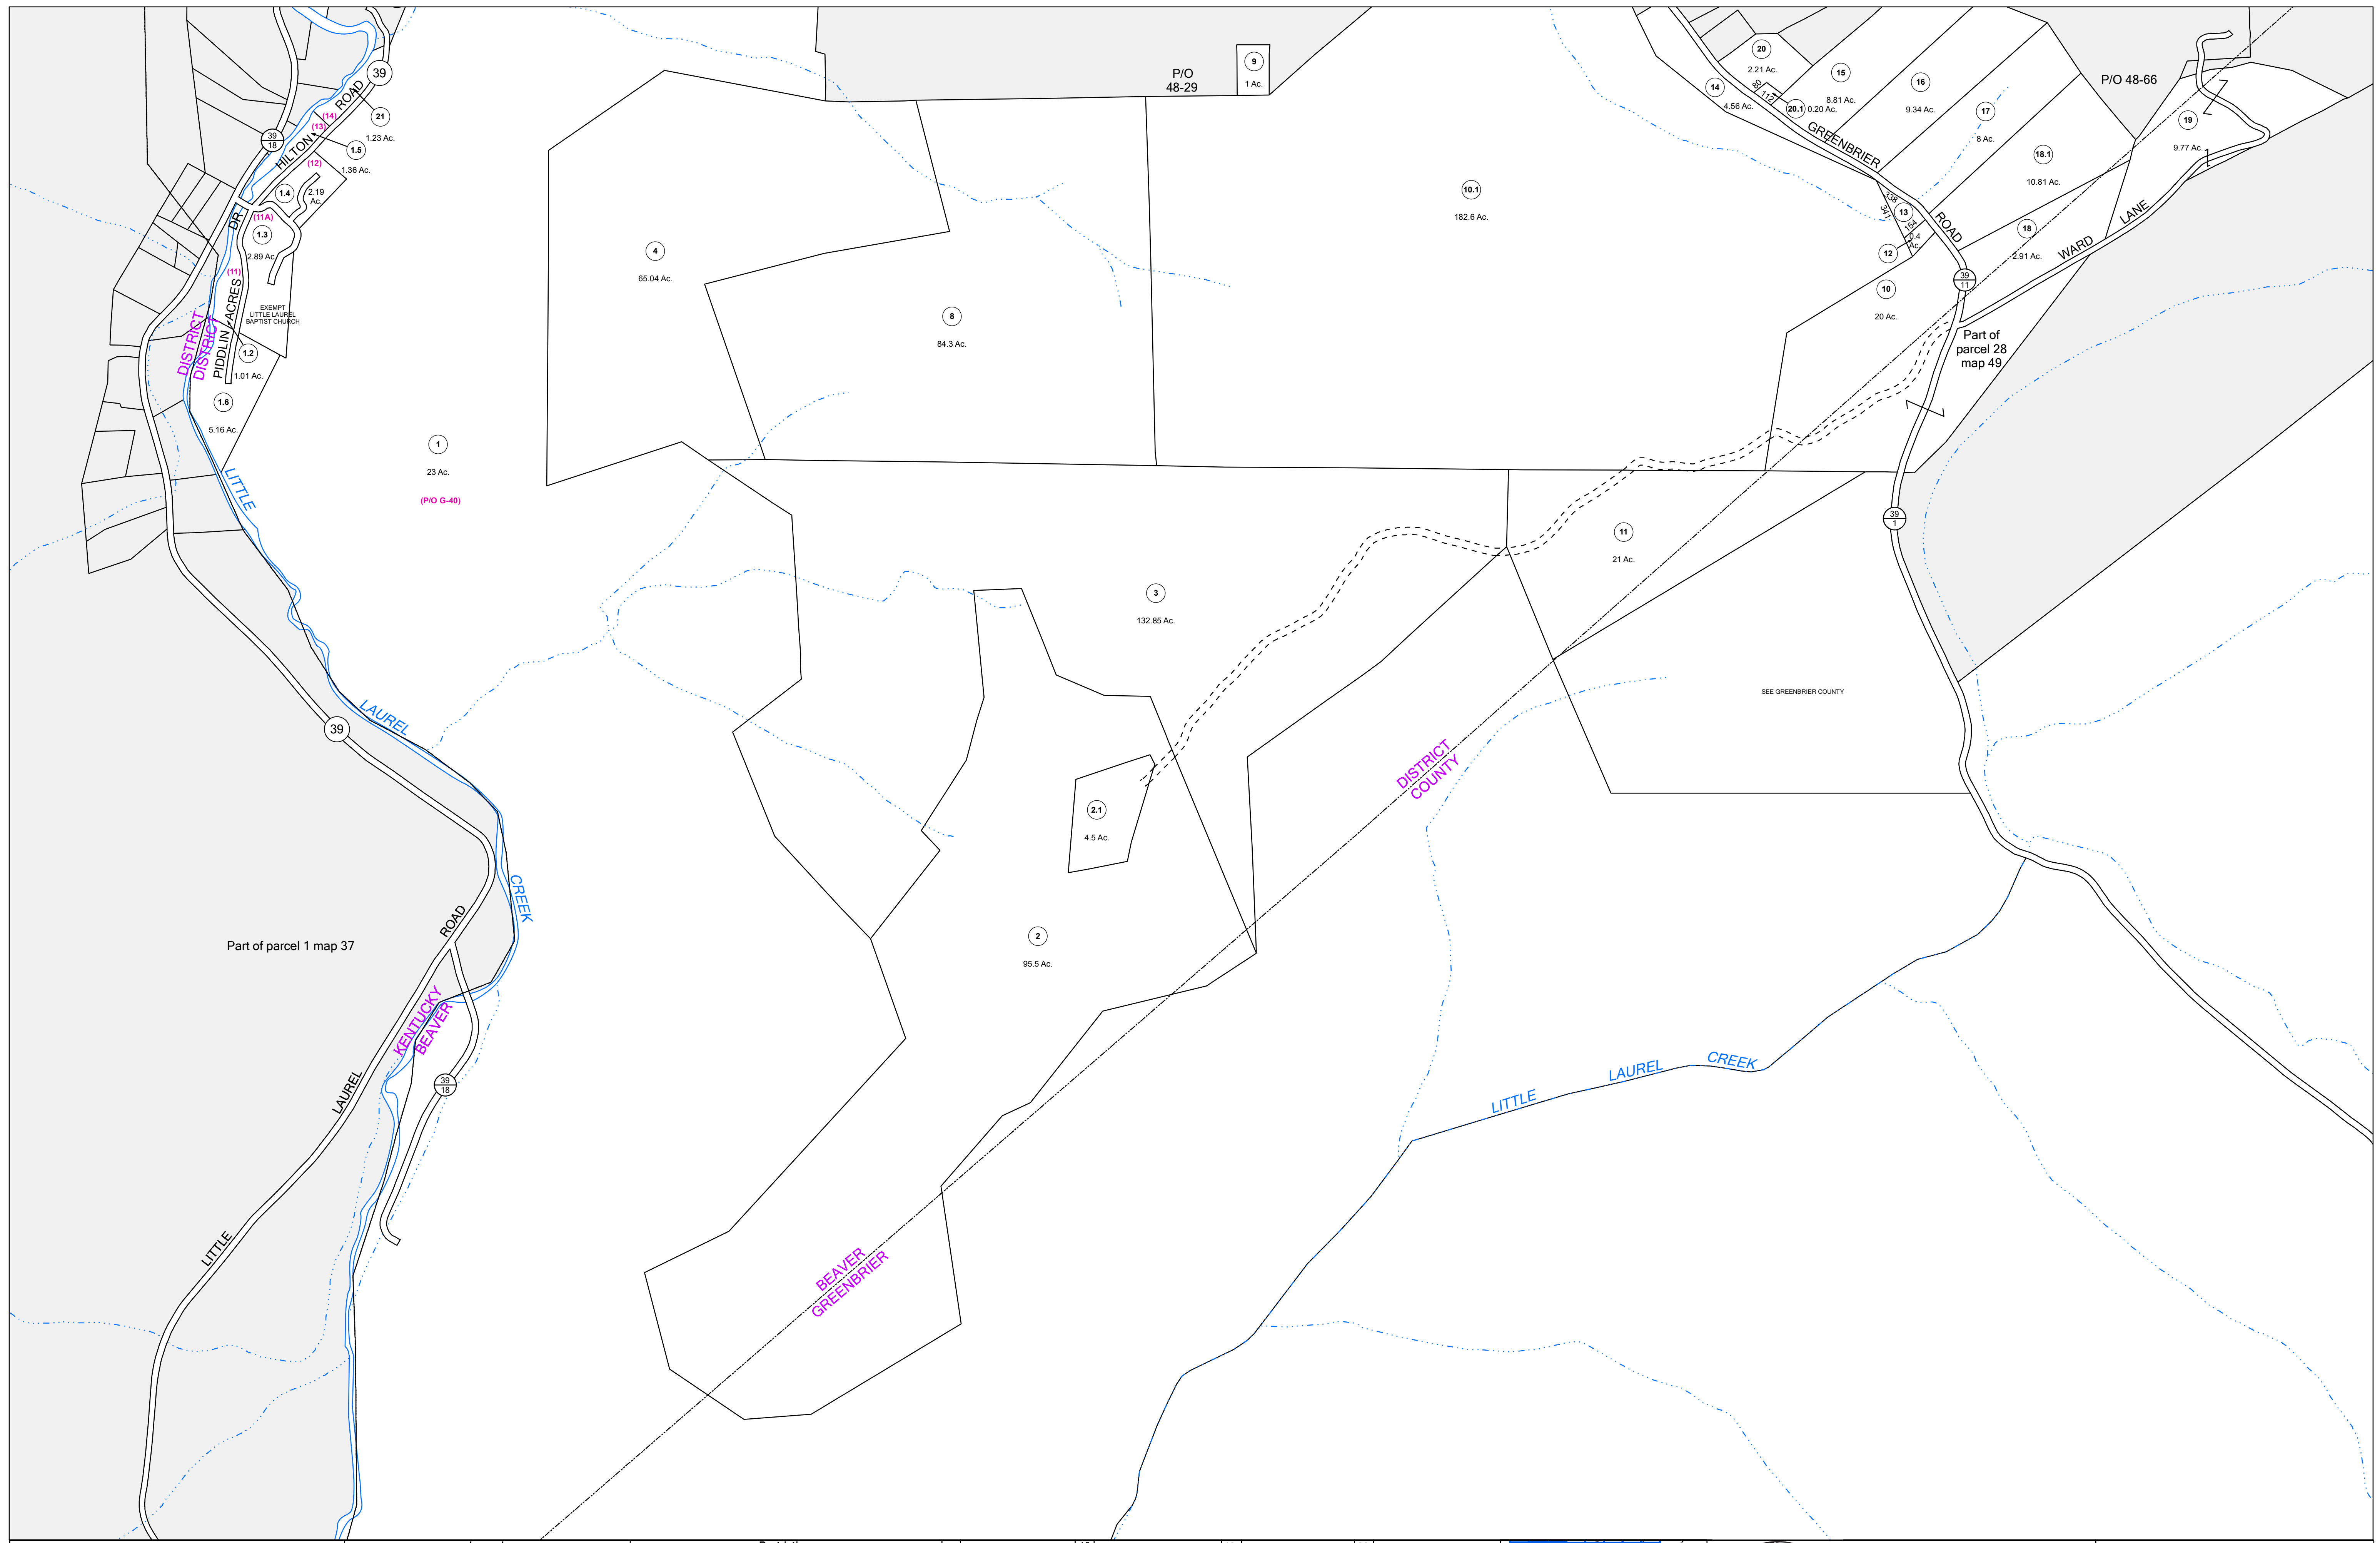 39
HILTON ROAD
(14)
(13)
21
1.23 Ac.
39
18
1.5
1.36 Ac.
(12)
1.4
2.19
Ac.
(11A)
1.3
2.89 Ac.
(11)
EXEMPT
LITTLE LAUREL
BAPTIST CHURCH
PIDDLIN ACRES DR
DISTRICT
DISTRICT
1.2
1.01 Ac.
1.6
5.16 Ac.
1
23 Ac.
(P/O G-40)
4
65.04 Ac.
8
84.3 Ac.
P/O
48-29
9
1 Ac.
10.1
182.6 Ac.
20
2.21 Ac.
14
4.56 Ac.
80
112
20.1
0.20 Ac.
15
8.81 Ac.
16
9.34 Ac.
17
8 Ac.
18.1
10.81 Ac.
P/O 48-66
19
9.77 Ac.
GREENBRIER ROAD
338
341
13
154
0.4
Ac.
12
18
2.91 Ac.
WARD LANE
39
11
10
20 Ac.
Part of
parcel 28
map 49
39
1
11
21 Ac.
3
132.85 Ac.
SEE GREENBRIER COUNTY
LITTLE LAUREL CREEK
39
DISTRICT
COUNTY
2.1
4.5 Ac.
2
95.5 Ac.
Part of parcel 1 map 37
KENTUCKY
BEAVER
39
18
LITTLE LAUREL ROAD
LITTLE LAUREL CREEK
BEAVER
GREENBRIER